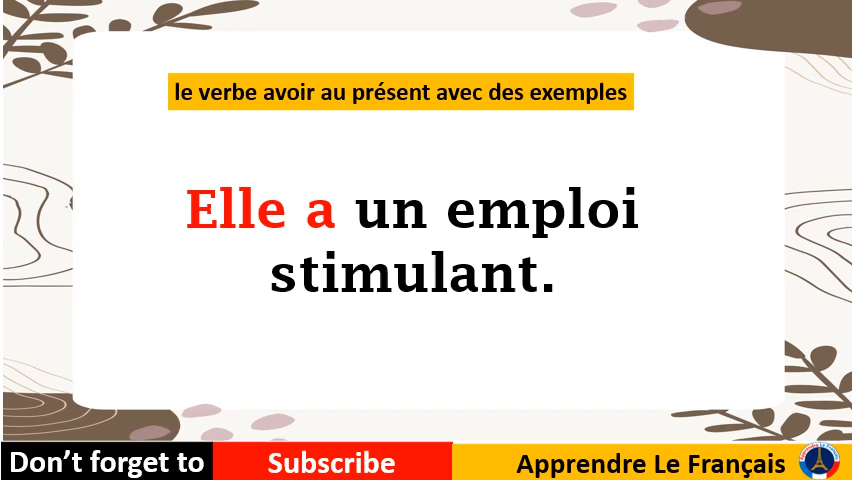 le verbe avoir au présent avec des exemples
Elle a un emploi
stimulant.
Don’t forget to Subscribe Apprendre Le Français